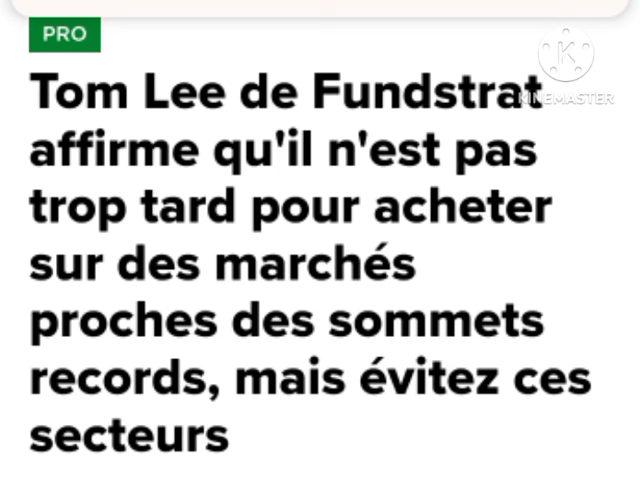 PRO
Tom Lee de Fundstrat
affirme qu'il n'est pas
trop tard pour acheter
sur des marchés
proches des sommets
records, mais évitez ces
secteurs
K
KINEMASTER